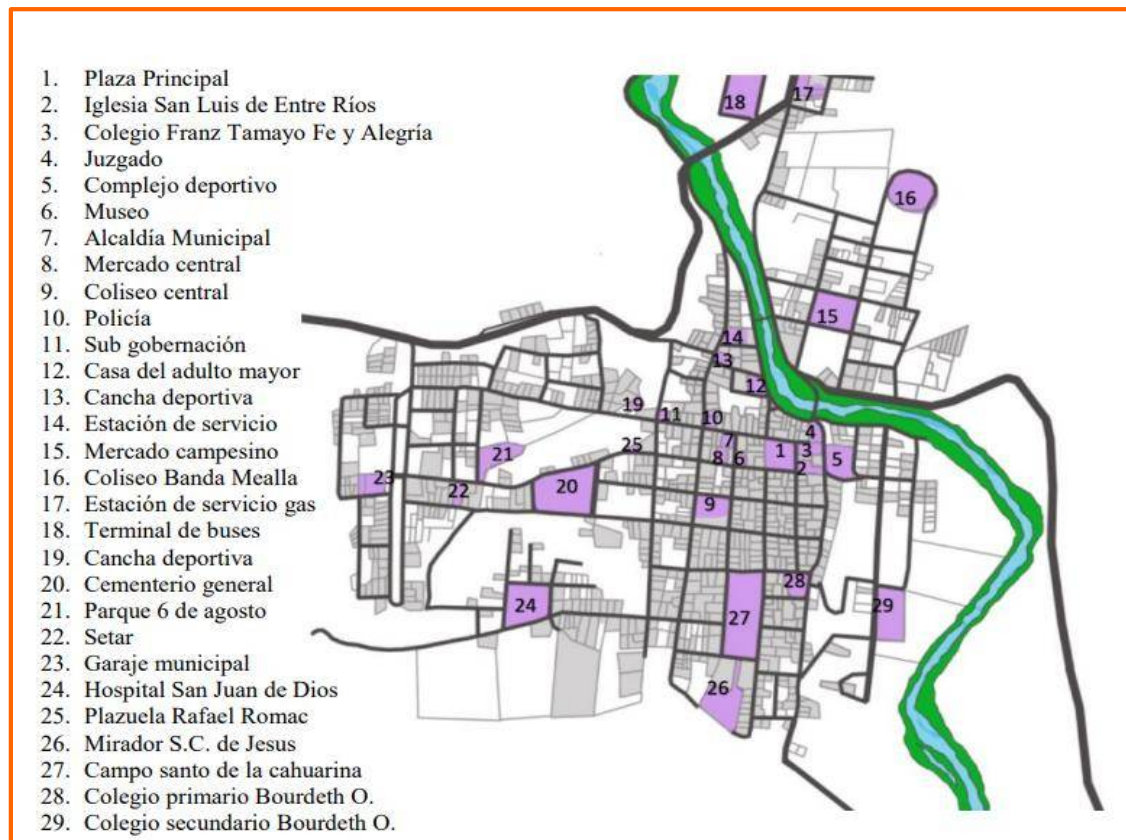 1. Plaza Principal
2. Iglesia San Luis de Entre Ríos
3. Colegio Franz Tamayo Fe y Alegría
4. Juzgado
5. Complejo deportivo
6. Museo
7. Alcaldía Municipal
8. Mercado central
9. Coliseo central
10. Policía
11. Sub gobernación
12. Casa del adulto mayor
13. Cancha deportiva
14. Estación de servicio
15. Mercado campesino
16. Coliseo Banda Mealla
17. Estación de servicio gas
18. Terminal de buses
19. Cancha deportiva
20. Cementerio general
21. Parque 6 de agosto
22. Setar
23. Garaje municipal
24. Hospital San Juan de Dios
25. Plazuela Rafael Romac
26. Mirador S.C. de Jesus
27. Campo santo de la cahuarina
28. Colegio primario Bourdeth O.
29. Colegio secundario Bourdeth O.
18
17
16
15
14
13
12
19
11
10
4
7
25
8
6
1
3
2
5
21
23
22
20
9
28
24
27
29
26